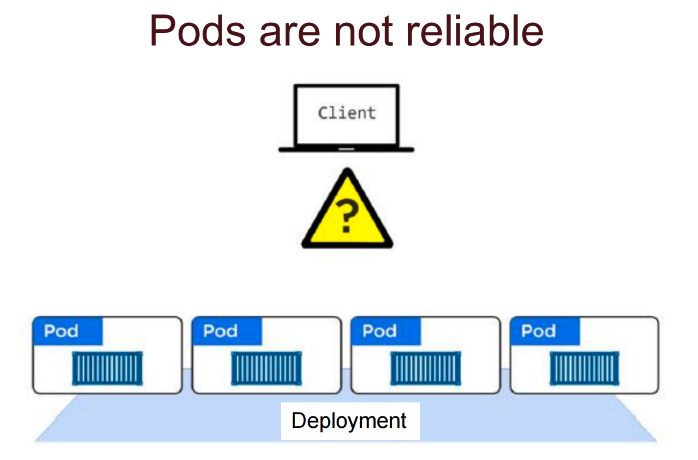 Pods are not reliable
Client
?
Pod
Pod
Pod
Pod
Deployment